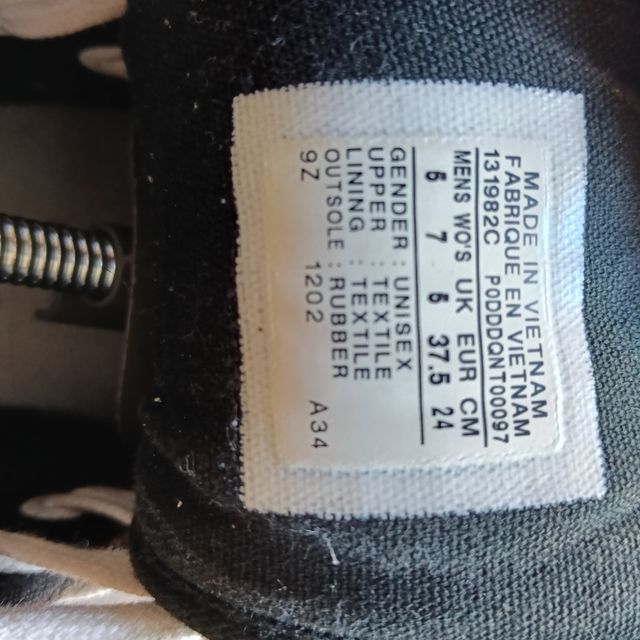 MADE IN VIETNAM
FABRIQUE EN VIETNAM
131982C PODDDQNT00097
MENS WO'S UK EUR CM
5 7 5 37.5 24
GENDER : UNISEX
UPPER : TEXTILE
LINING : TEXTILE
OUTSOLE : RUBBER
9Z 1202 A34